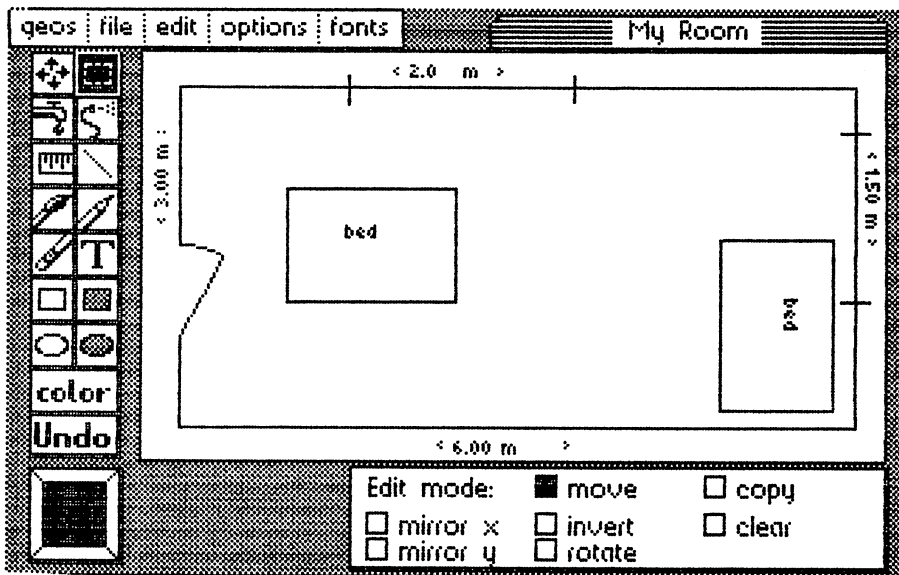 geos file edit options fonts My Room
< 2.0 m >
< 3.00 m :
< 1.50 m >
bed
bed
T
color
Undo
< 6.00 m >
Edit mode: move copy
mirror x invert clear
mirror y rotate